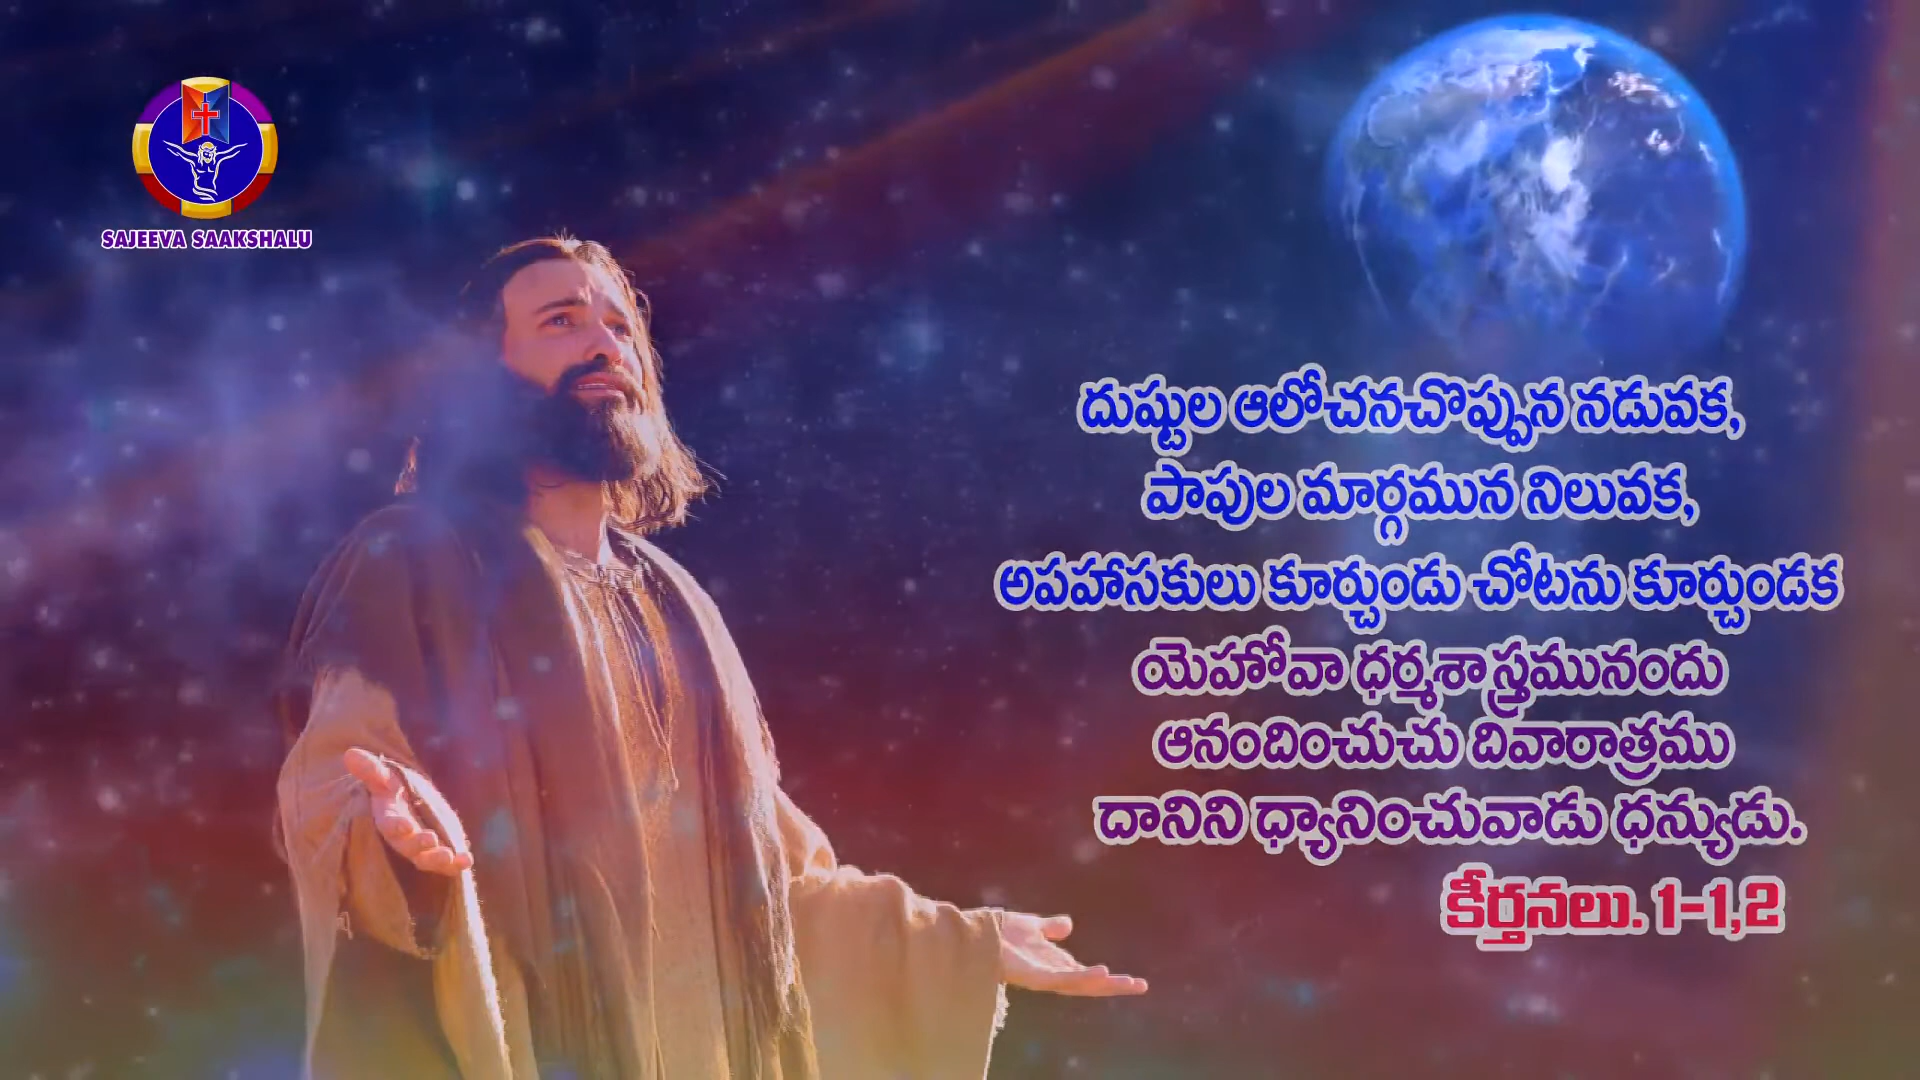 SAJEEVA SAAKSHALU
దుష్టుల ఆలోచనచొప్పున నడువక,
పాపుల మార్గమున నిలువక,
అపహాసకులు కూర్చుండు చోటను కూర్చుండక
యెహోవా ధర్మశాస్త్రమునందు
ఆనందించుచు దివారాత్రము
దానిని ధ్యానించువాడు ధన్యుడు.
కీర్తనలు. 1-1,2